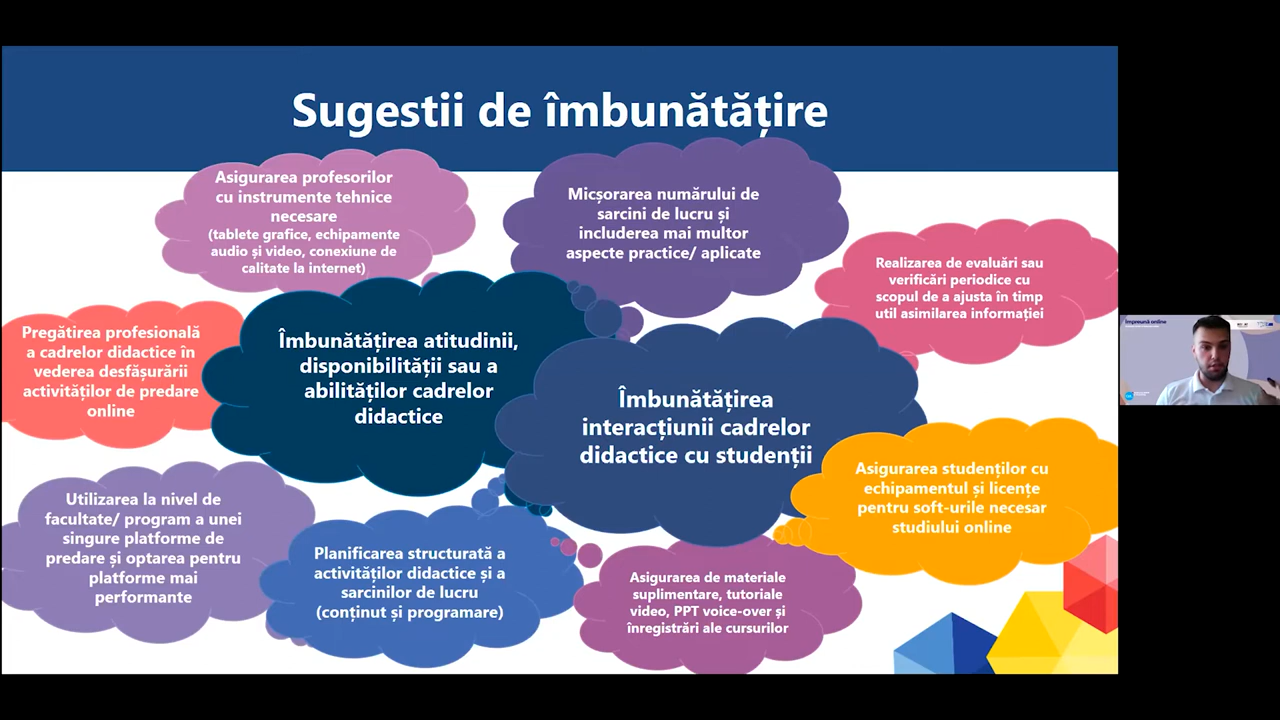 Sugestii de îmbunătățire
Asigurarea profesorilor
cu instrumente tehnice
necesare
(tablete grafice, echipamente
audio și video, conexiune de
calitate la internet)
Micșorarea numărului de
sarcini de lucru și
includerea mai multor
aspecte practice/ aplicate
Realizarea de evaluări sau
verificări periodice cu
scopul de a ajusta în timp
util asimilarea informației
Pregătirea profesională
a cadrelor didactice în
vederea desfășurării
activităților de predare
online
Îmbunătățirea atitudinii,
disponibilității sau a
abilităților cadrelor
didactice
Îmbunătățirea
interacțiunii cadrelor
didactice cu studenții
Asigurarea studenților cu
echipamentul și licențe
pentru soft-urile necesar
studiului online
Utilizarea la nivel de
facultate/ program a unei
singure platforme de
predare și optarea pentru
platforme mai
performante
Planificarea structurată a
activităților didactice și a
sarcinilor de lucru
(conținut și programare)
Asigurarea de materiale
suplimentare, tutoriale
video, PPT voice-over și
înregistrări ale cursurilor
Împreună online